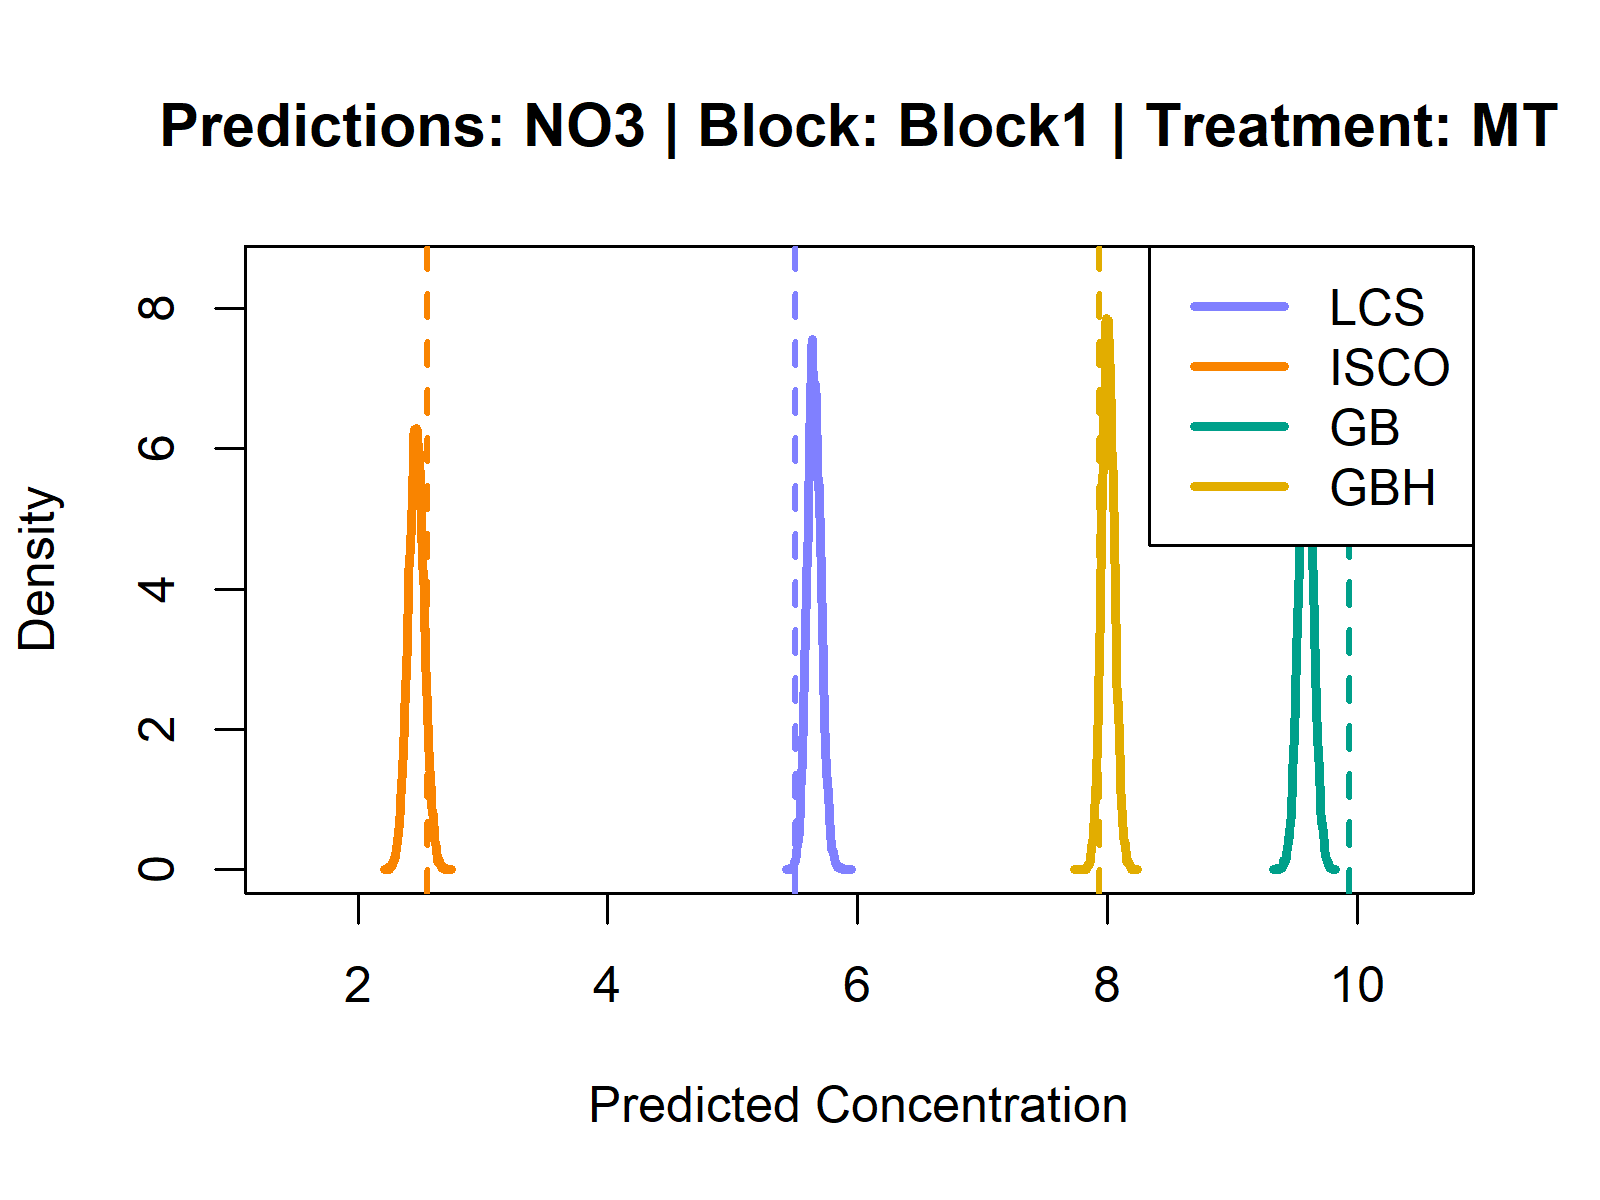 Predictions: NO3 | Block: Block1 | Treatment: MT
Density
8
6
4
2
0
LCS
ISCO
GB
GBH
2 4 6 8 10
Predicted Concentration